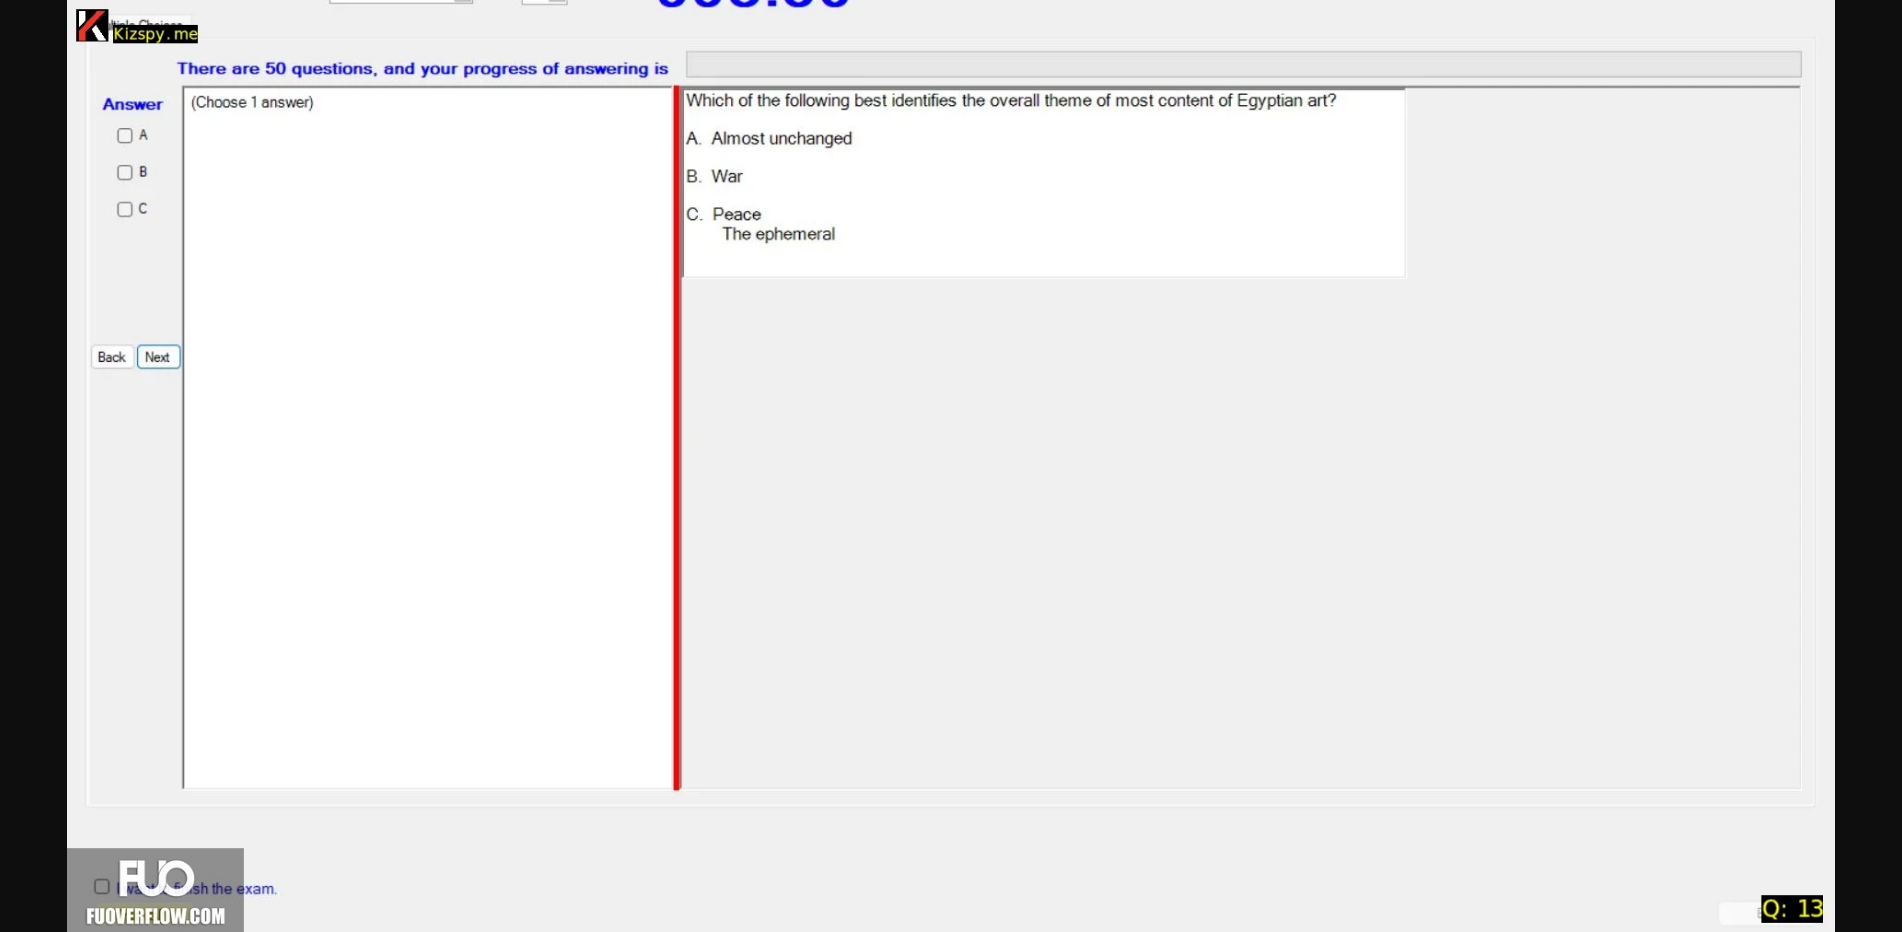 Kizspy.me
There are 50 questions, and your progress of answering is
Answer
(Choose 1 answer)
A
B
C
Back
Next
Which of the following best identifies the overall theme of most content of Egyptian art?
A. Almost unchanged
B. War
C. Peace
The ephemeral
the exam.
FUO
FUOVERFLOW.COM
Q: 13